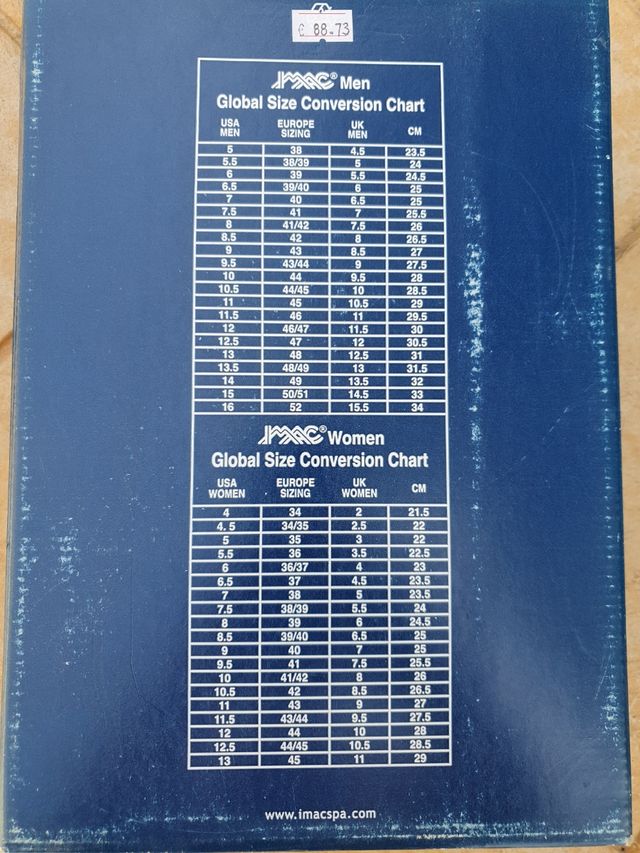 € 88.73
IMAC® Men
Global Size Conversion Chart
USA MEN EUROPE SIZING UK MEN CM
5 38 4.5 23.5
5.5 38/39 5 24
6 39 5.5 24.5
6.5 39/40 6 25
7 40 6.5 25
7.5 41 7 25.5
8 41/42 7.5 26
8.5 42 8 26.5
9 43 8.5 27
9.5 43/44 9 27.5
10 44 9.5 28
10.5 44/45 10 28.5
11 45 10.5 29
11.5 46 11 29.5
12 46/47 11.5 30
12.5 47 12 30.5
13 48 12.5 31
13.5 48/49 13 31.5
14 49 13.5 32
15 50/51 14.5 33
16 52 15.5 34
IMAC® Women
Global Size Conversion Chart
USA WOMEN EUROPE SIZING UK WOMEN CM
4 34 2 21.5
4. 5 34/35 2.5 22
5 35 3 22
5.5 36 3.5 22.5
6 36/37 4 23
6.5 37 4.5 23.5
7 38 5 23.5
7.5 38/39 5.5 24
8 39 6 24.5
8.5 39/40 6.5 25
9 40 7 25
9.5 41 7.5 25.5
10 41/42 8 26
10.5 42 8.5 26.5
11 43 9 27
11.5 43/44 9.5 27.5
12 44 10 28
12.5 44/45 10.5 28.5
13 45 11 29
www.imacspa.com